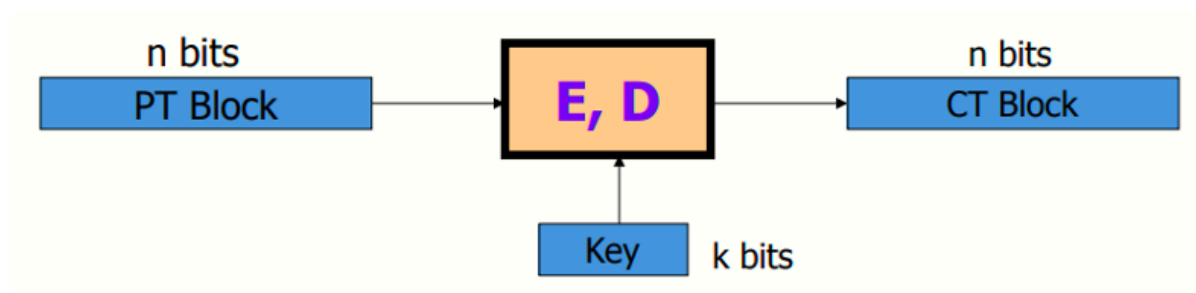 n bits
PT Block
E, D
n bits
CT Block
Key
k bits